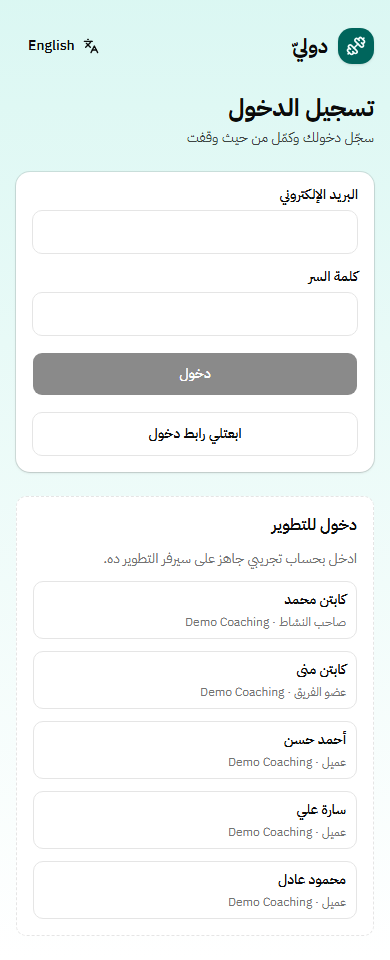 دوليّ
English
تسجيل الدخول
سجّل دخولك وكمّل من حيث وقفت
البريد الإلكتروني
كلمة السر
دخول
ابعتلي رابط دخول
دخول للتطوير
ادخل بحساب تجريبي جاهز على سيرفر التطوير ده.
كابتن محمد
صاحب النشاط · Demo Coaching
كابتن منى
عضو الفريق · Demo Coaching
أحمد حسن
عميل · Demo Coaching
سارة علي
عميل · Demo Coaching
محمود عادل
عميل · Demo Coaching